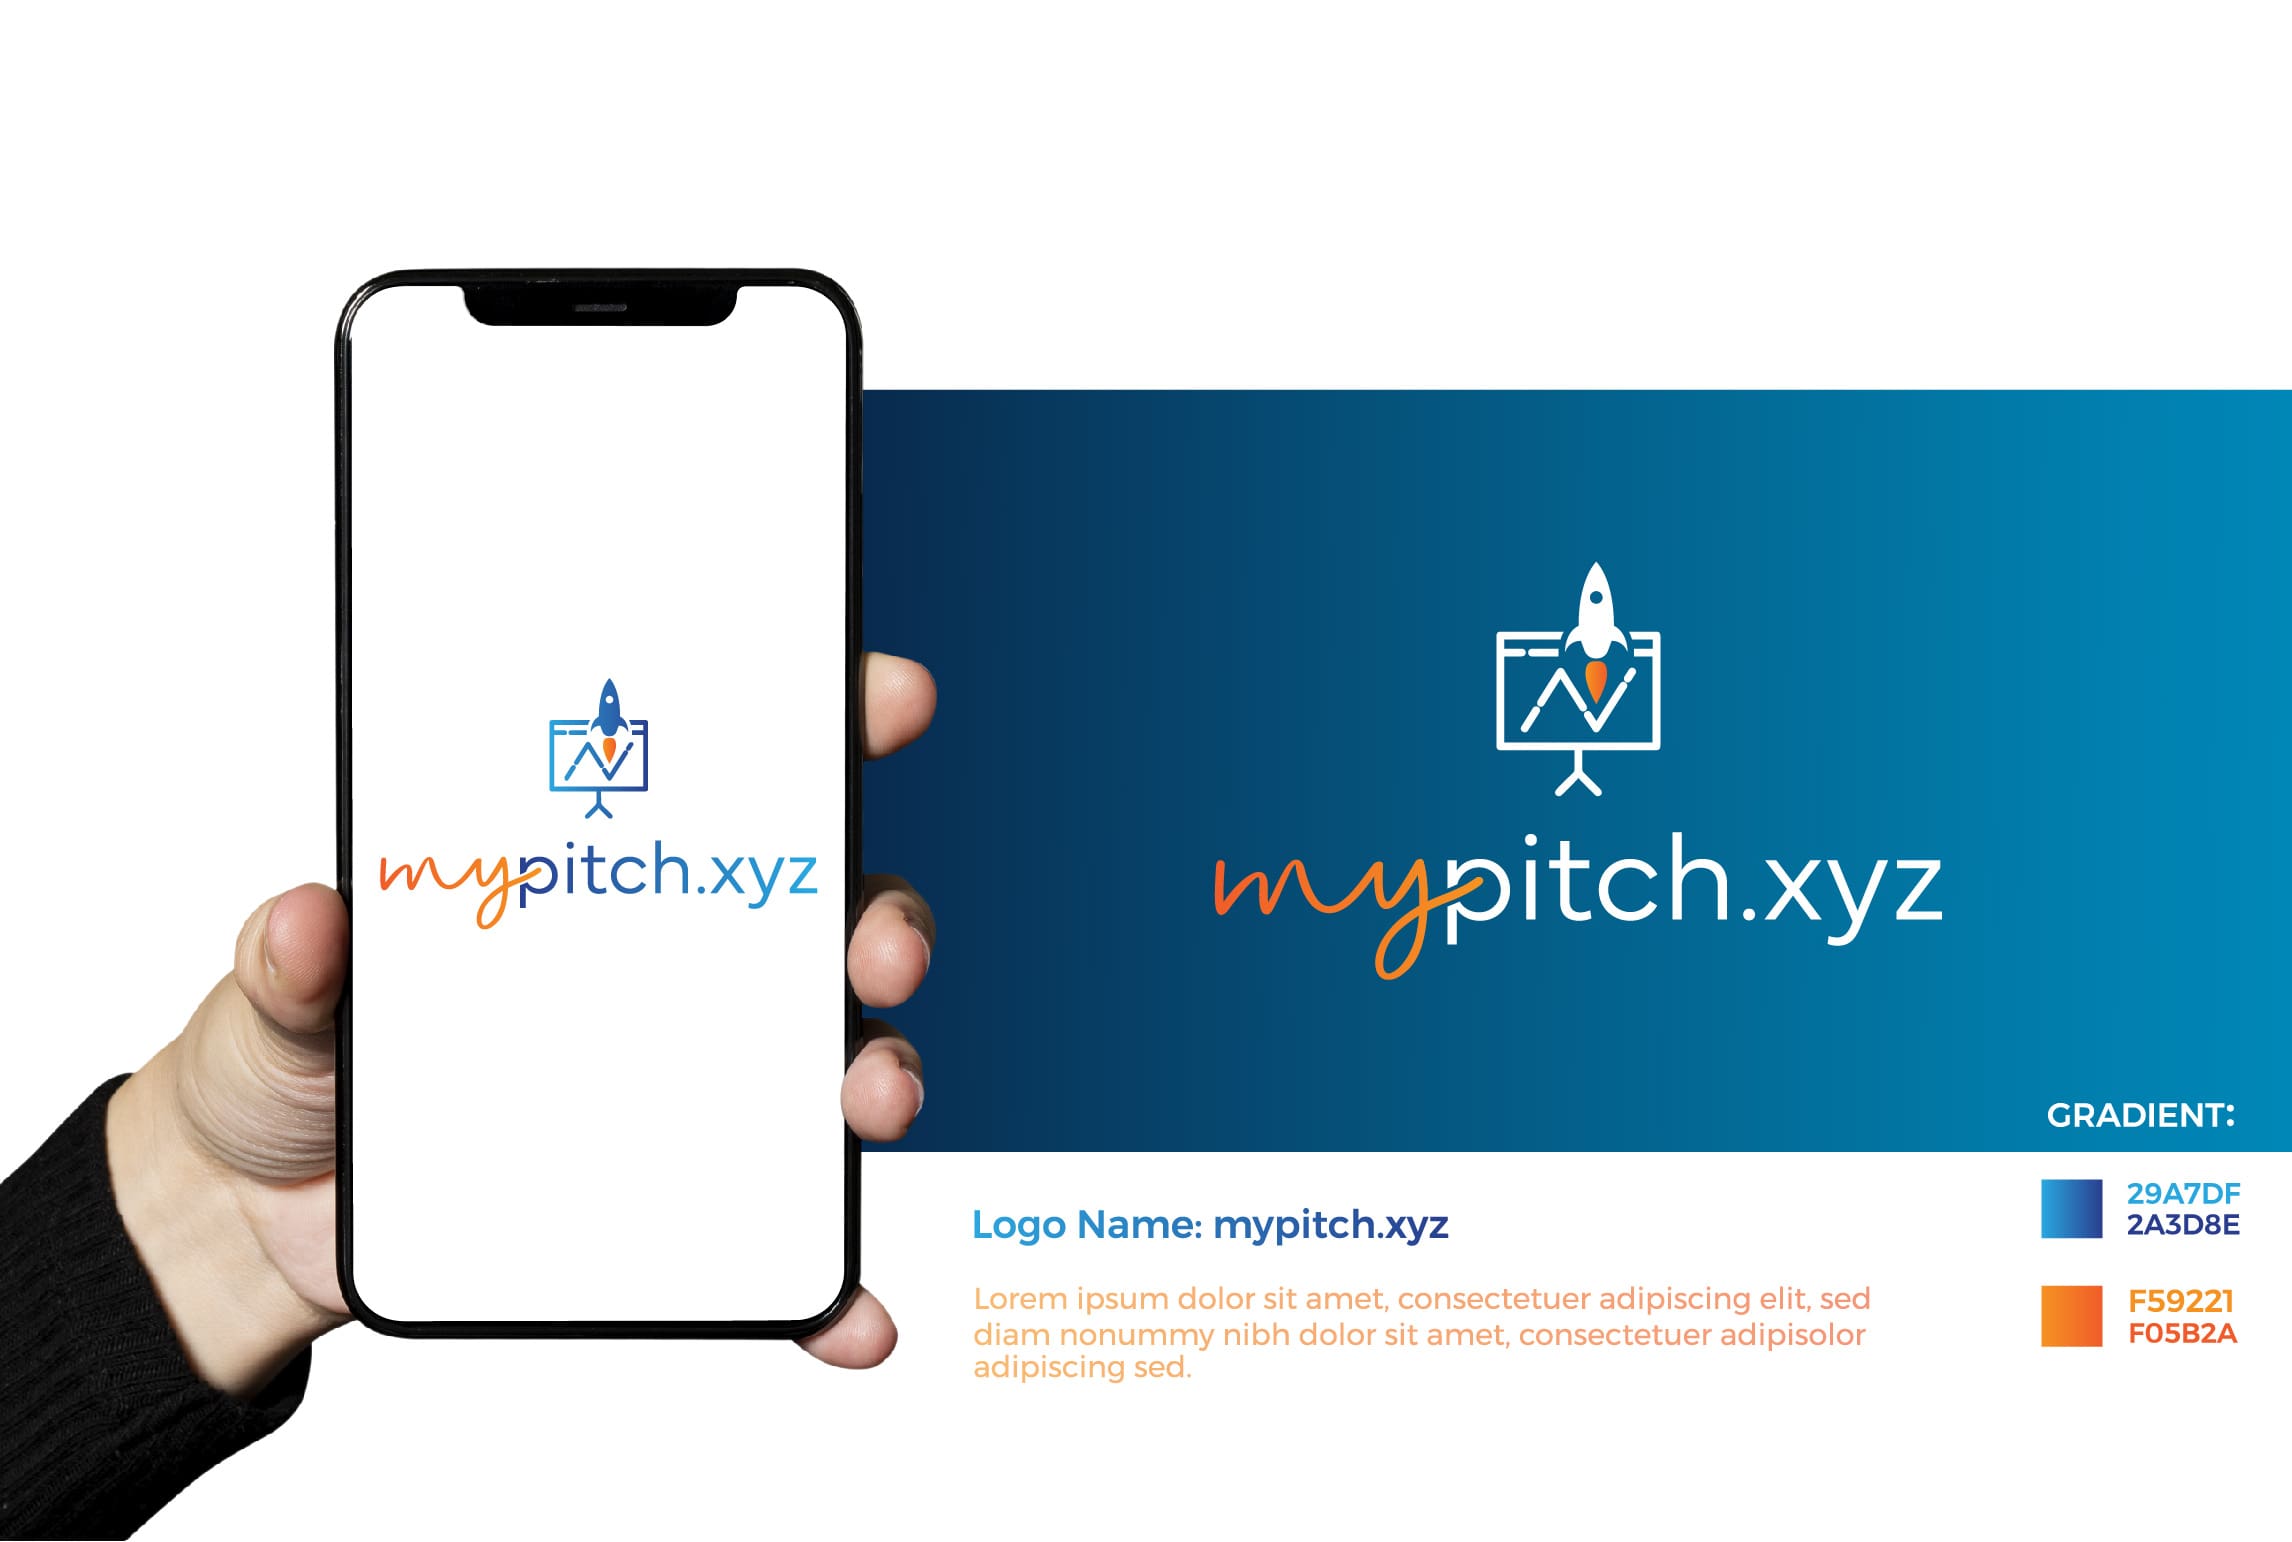 mypitch.xyz
mypitch.xyz
GRADIENT:
29A7DF
2A3D8E
Logo Name: mypitch.xyz
F59221
F05B2A
Lorem ipsum dolor sit amet, consectetuer adipiscing elit, sed
diam nonummy nibh dolor sit amet, consectetuer adipisolor
adipiscing sed.